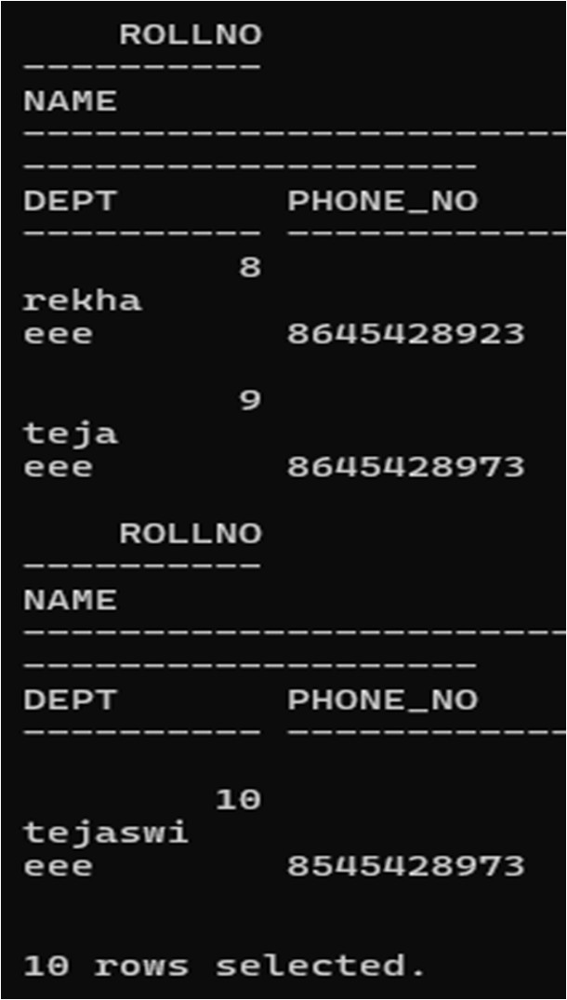 ROLLNO
----------
NAME
-----------------------
-------------------
DEPT PHONE_NO
---------- ------------
8
rekha
eee 8645428923
9
teja
eee 8645428973
ROLLNO
----------
NAME
-----------------------
-------------------
DEPT PHONE_NO
---------- ------------
10
tejaswi
eee 8545428973
10 rows selected.